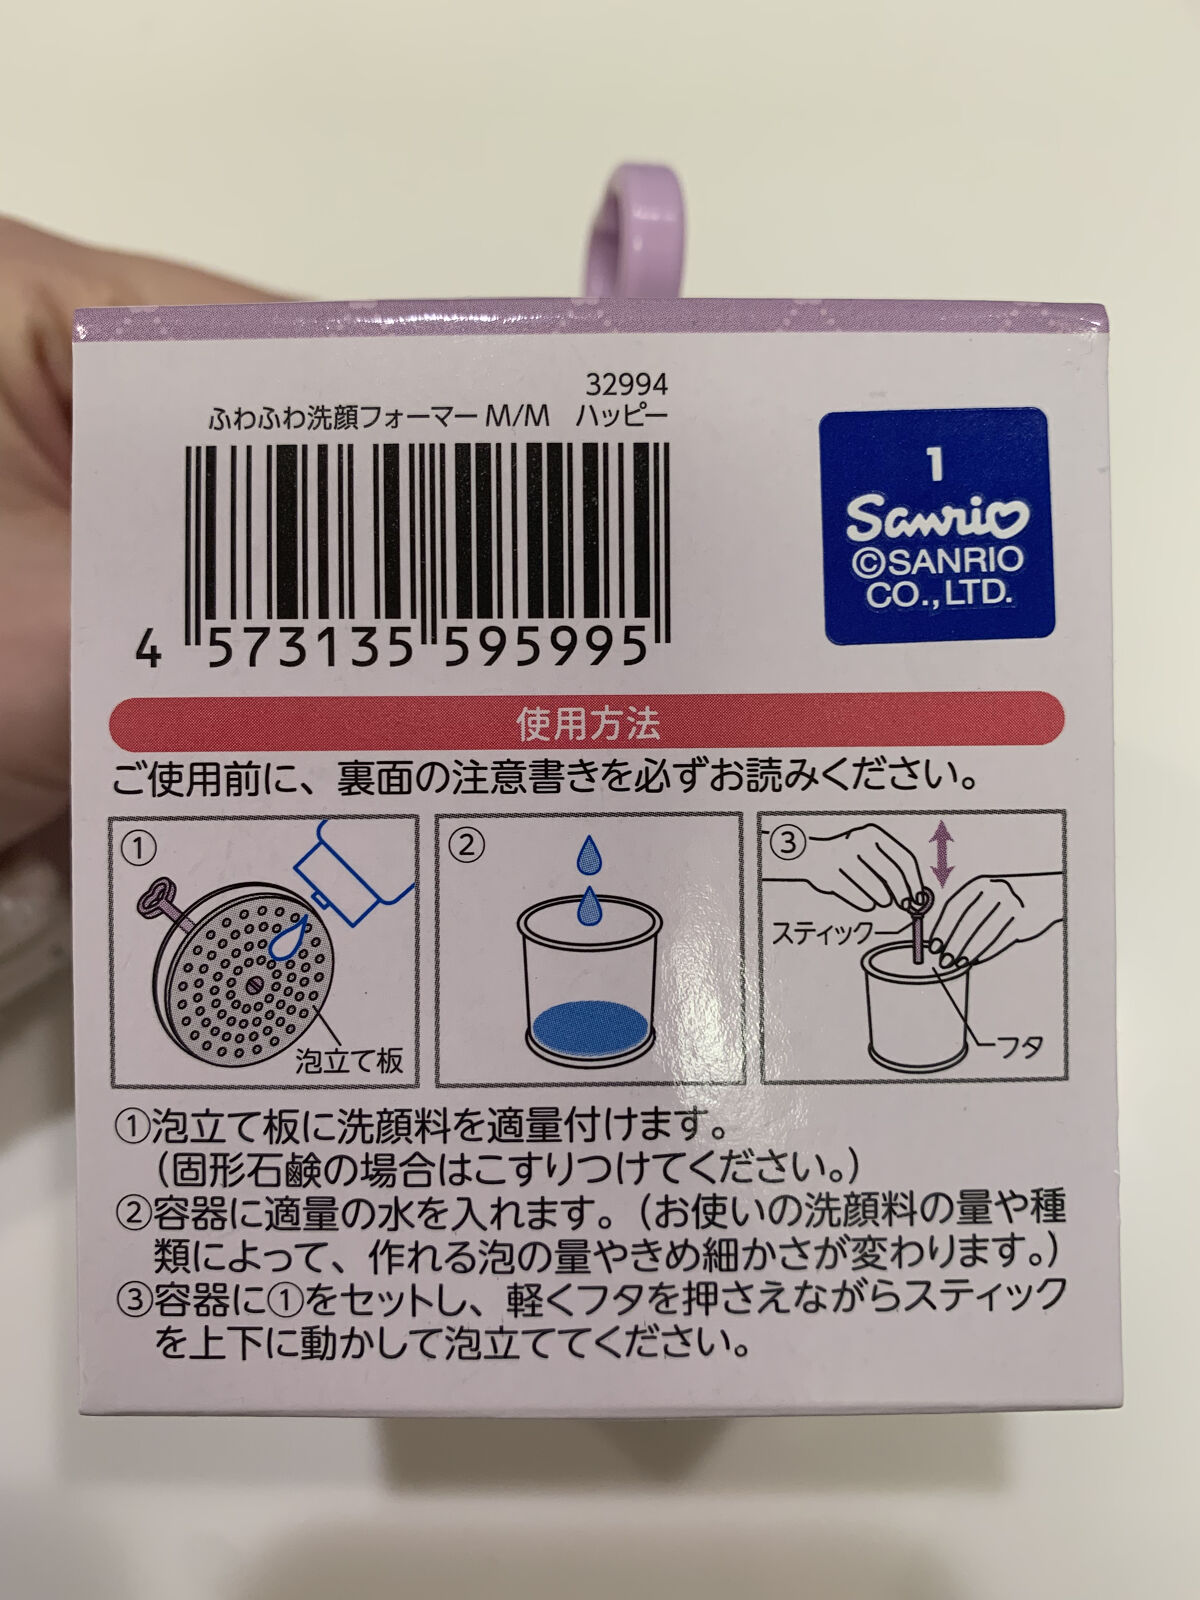 32994
ふわふわ洗顔フォーマー M/M ハッピー
4 573135 595995
1
Sanrio
©SANRIO
CO.,LTD.
使用方法
ご使用前に、裏面の注意書きを必ずお読みください。
①
泡立て板
②
③
スティック
フタ
①泡立て板に洗顔料を適量付けます。
（固形石鹸の場合はこすりつけてください。）
②容器に適量の水を入れます。（お使いの洗顔料の量や種
類によって、作れる泡の量やきめ細かさが変わります。）
③容器に①をセットし、軽くフタを押さえながらスティック
を上下に動かして泡立ててください。